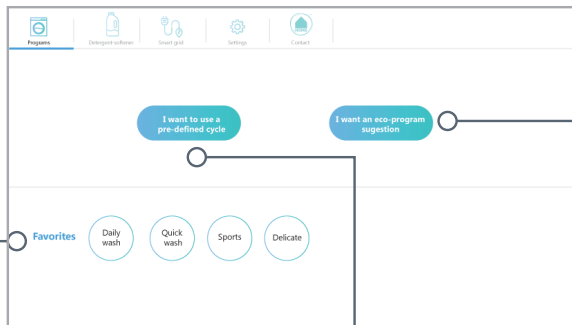 Programs
Detergent-softener
Smart grid
Settings
Contact
I want to use a
pre-defined cycle
I want an eco-program
sugestion
Favorites
Daily
wash
Quick
wash
Sports
Delicate